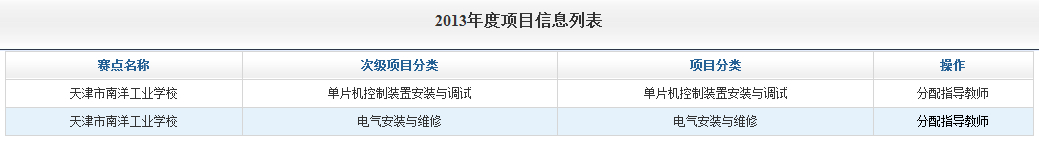 2013年度项目信息列表
赛点名称 次级项目分类 项目分类 操作
天津市南洋工业学校 单片机控制装置安装与调试 单片机控制装置安装与调试 分配指导教师
天津市南洋工业学校 电气安装与维修 电气安装与维修 分配指导教师